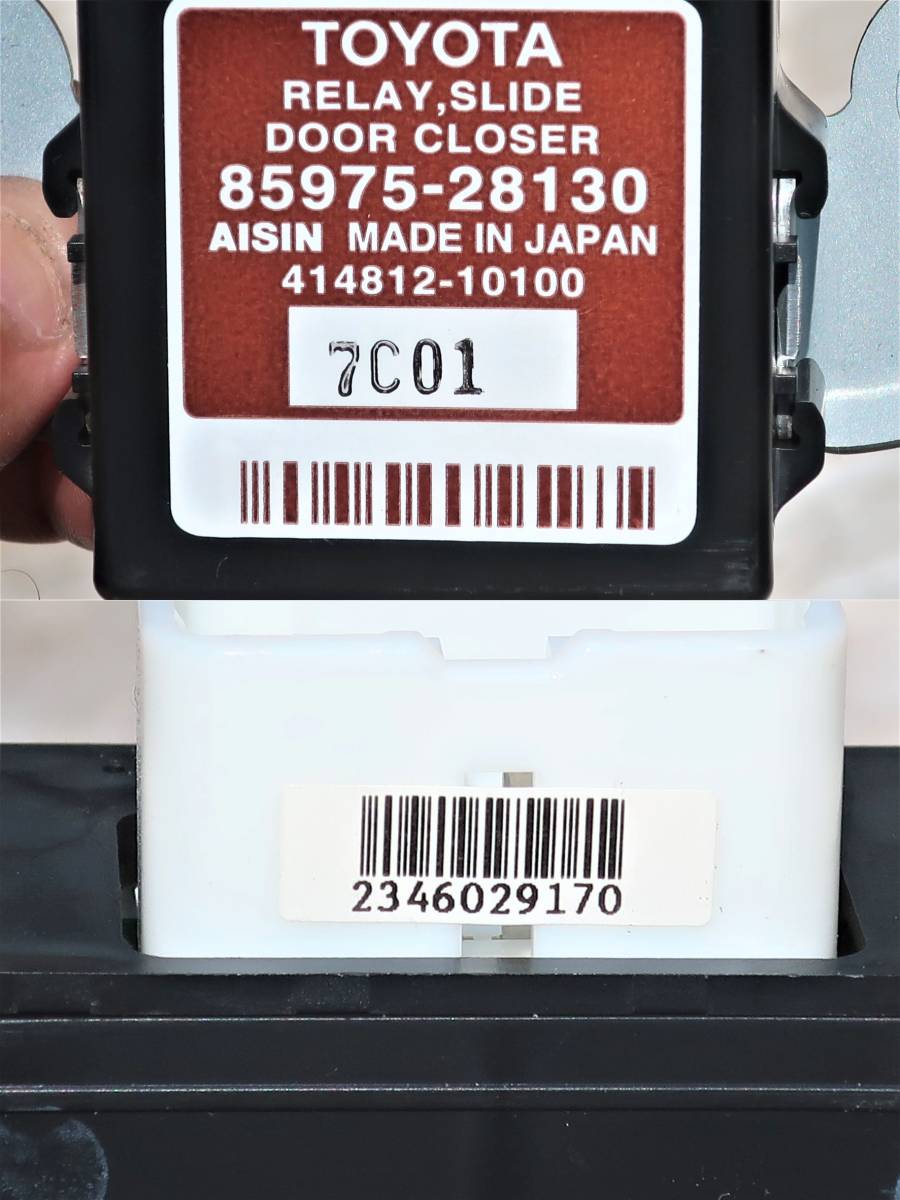 TOYOTA
RELAY,SLIDE
DOOR CLOSER
85975-28130
AISIN MADE IN JAPAN
414812-10100
7C01
2346029170